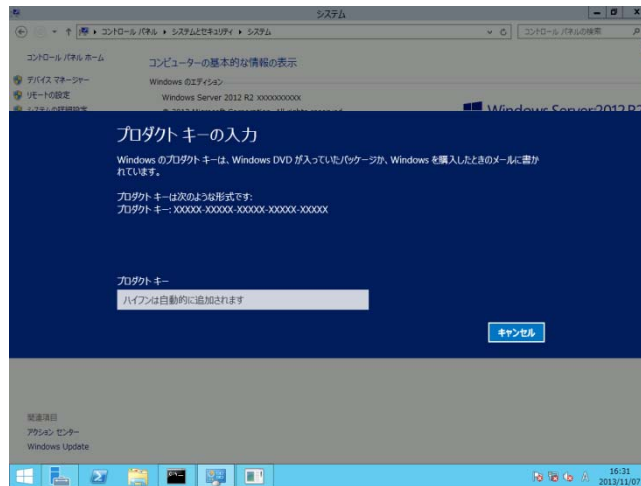 システム
コントロール パネル ▸ システムとセキュリティ ▸ システム
コントロール パネルの検索
コントロール パネル ホーム
コンピューターの基本的な情報の表示
デバイス マネージャー
Windows のエディション
リモートの設定
Windows Server 2012 R2 xxxxxxxxxx
システムの詳細設定
Windows Server 2012 R2
プロダクト キーの入力
Windows のプロダクト キーは、Windows DVD が入っていたパッケージか、Windows を購入したときのメールに書か
れています。
プロダクト キーは次のような形式です:
プロダクト キー: XXXXX-XXXXX-XXXXX-XXXXX-XXXXX
プロダクト キー
ハイフンは自動的に追加されます
キャンセル
関連項目
アクション センター
Windows Update
A
16:31
2013/11/07